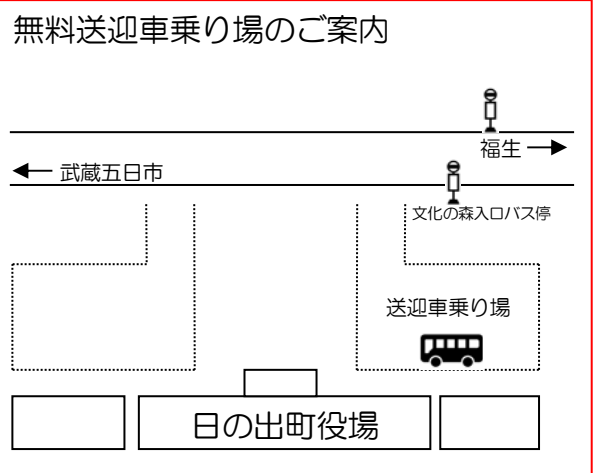 無料送迎車乗り場のご案内
福生
武蔵五日市
文化の森入口バス停
送迎車乗り場
日の出町役場